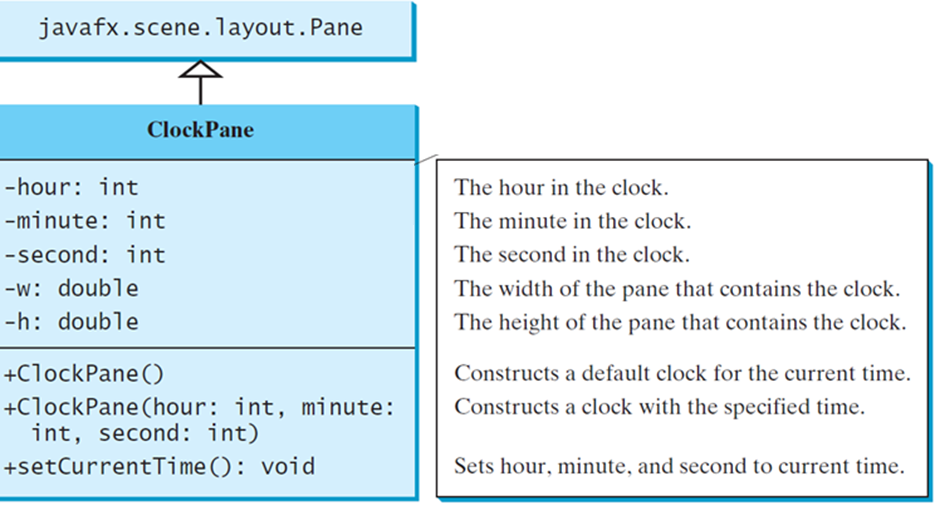 javafx.scene.layout.Pane
ClockPane
-hour: int
-minute: int
-second: int
-w: double
-h: double
+ClockPane()
+ClockPane(hour: int, minute:
int, second: int)
+setCurrentTime(): void
The hour in the clock.
The minute in the clock.
The second in the clock.
The width of the pane that contains the clock.
The height of the pane that contains the clock.
Constructs a default clock for the current time.
Constructs a clock with the specified time.
Sets hour, minute, and second to current time.